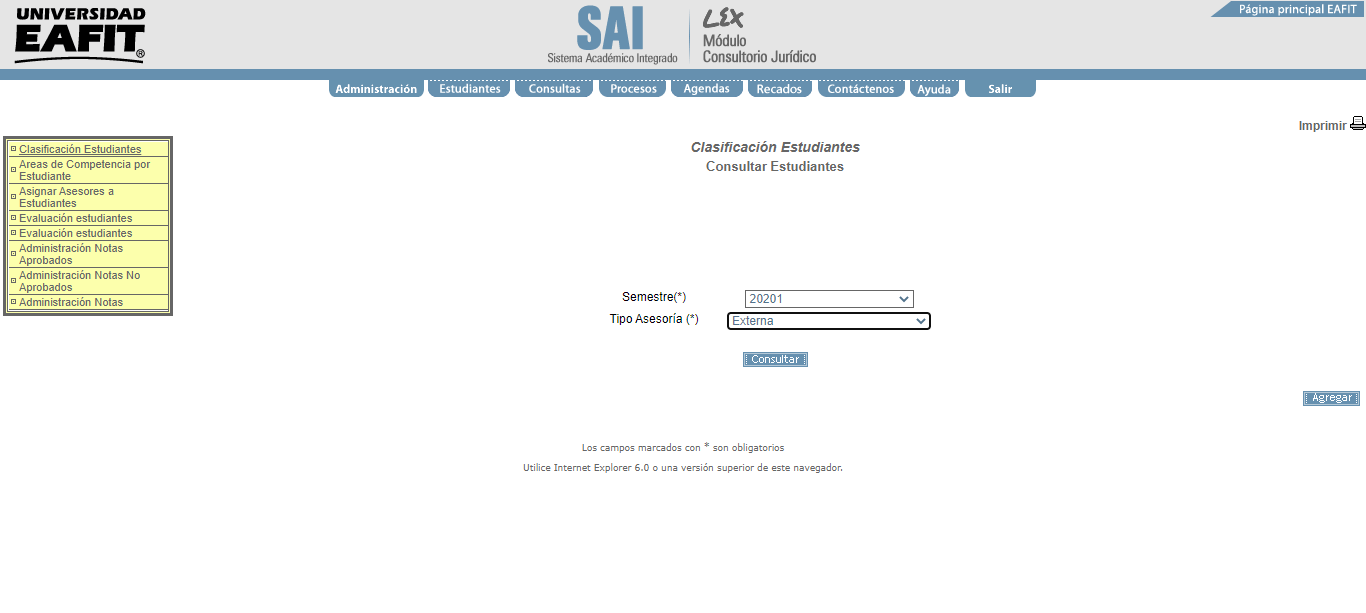 UNIVERSIDAD
EAFIT®
SAI
Sistema Académico Integrado
LEX
Módulo
Consultorio Jurídico
Página principal EAFIT
Administración
Estudiantes
Consultas
Procesos
Agendas
Recados
Contáctenos
Ayuda
Salir
Imprimir
Clasificación Estudiantes
Areas de Competencia por
Estudiante
Asignar Asesores a
Estudiantes
Evaluación estudiantes
Evaluación estudiantes
Administración Notas
Aprobados
Administración Notas No
Aprobados
Administración Notas
Clasificación Estudiantes
Consultar Estudiantes
Semestre(*) 20201
Tipo Asesoría (*) Externa
Consultar
Agregar
Los campos marcados con * son obligatorios
Utilice Internet Explorer 6.0 o una versión superior de este navegador.